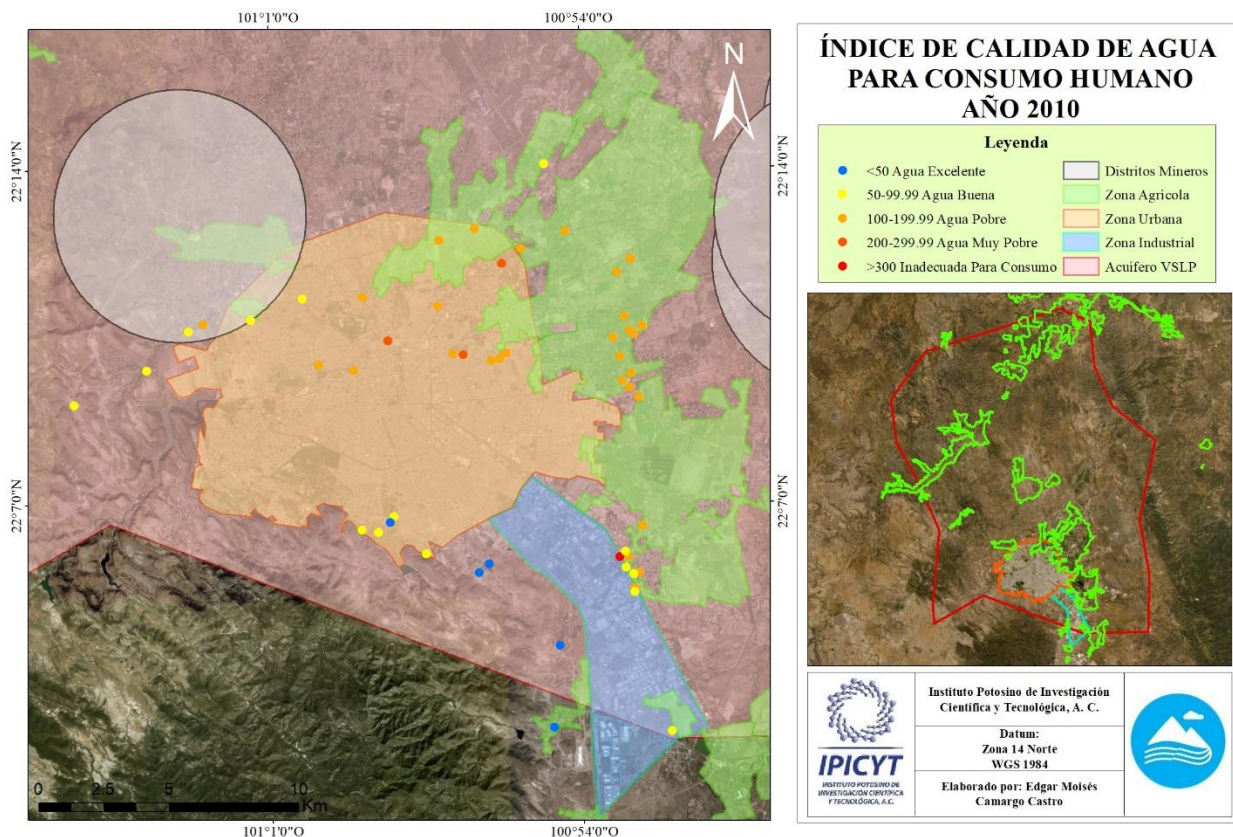 101°1'0"O
100°54'0"O
22°14'0"N
22°14'0"N
N
22°7'0"N
22°7'0"N
0
2.5
5
10
Km
101°1'0"O
100°54'0"O
ÍNDICE DE CALIDAD DE AGUA
PARA CONSUMO HUMANO
AÑO 2010
Leyenda
<50 Agua Excelente
50-99.99 Agua Buena
100-199.99 Agua Pobre
200-299.99 Agua Muy Pobre
>300 Inadecuada Para Consumo
Distritos Mineros
Zona Agrícola
Zona Urbana
Zona Industrial
Acuífero VSLP
IPICYT
INSTITUTO POTOSINO DE
INVESTIGACIÓN CIENTÍFICA
Y TECNOLÓGICA, A.C.
Instituto Potosino de Investigación
Científica y Tecnológica, A. C.
Datum:
Zona 14 Norte
WGS 1984
Elaborado por: Edgar Moisés
Camargo Castro